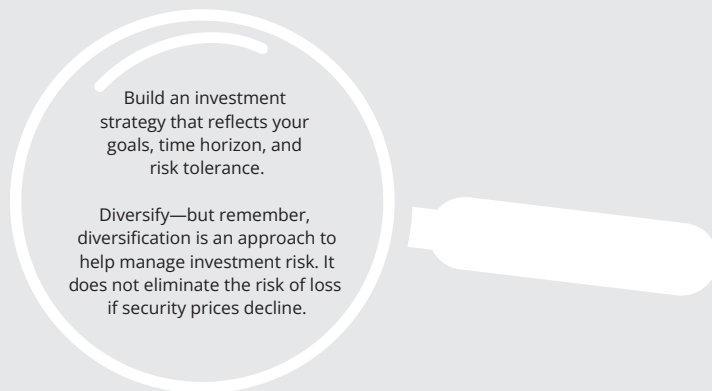 Build an investment
strategy that reflects your
goals, time horizon, and
risk tolerance.
Diversify—but remember,
diversification is an approach to
help manage investment risk. It
does not eliminate the risk of loss
if security prices decline.